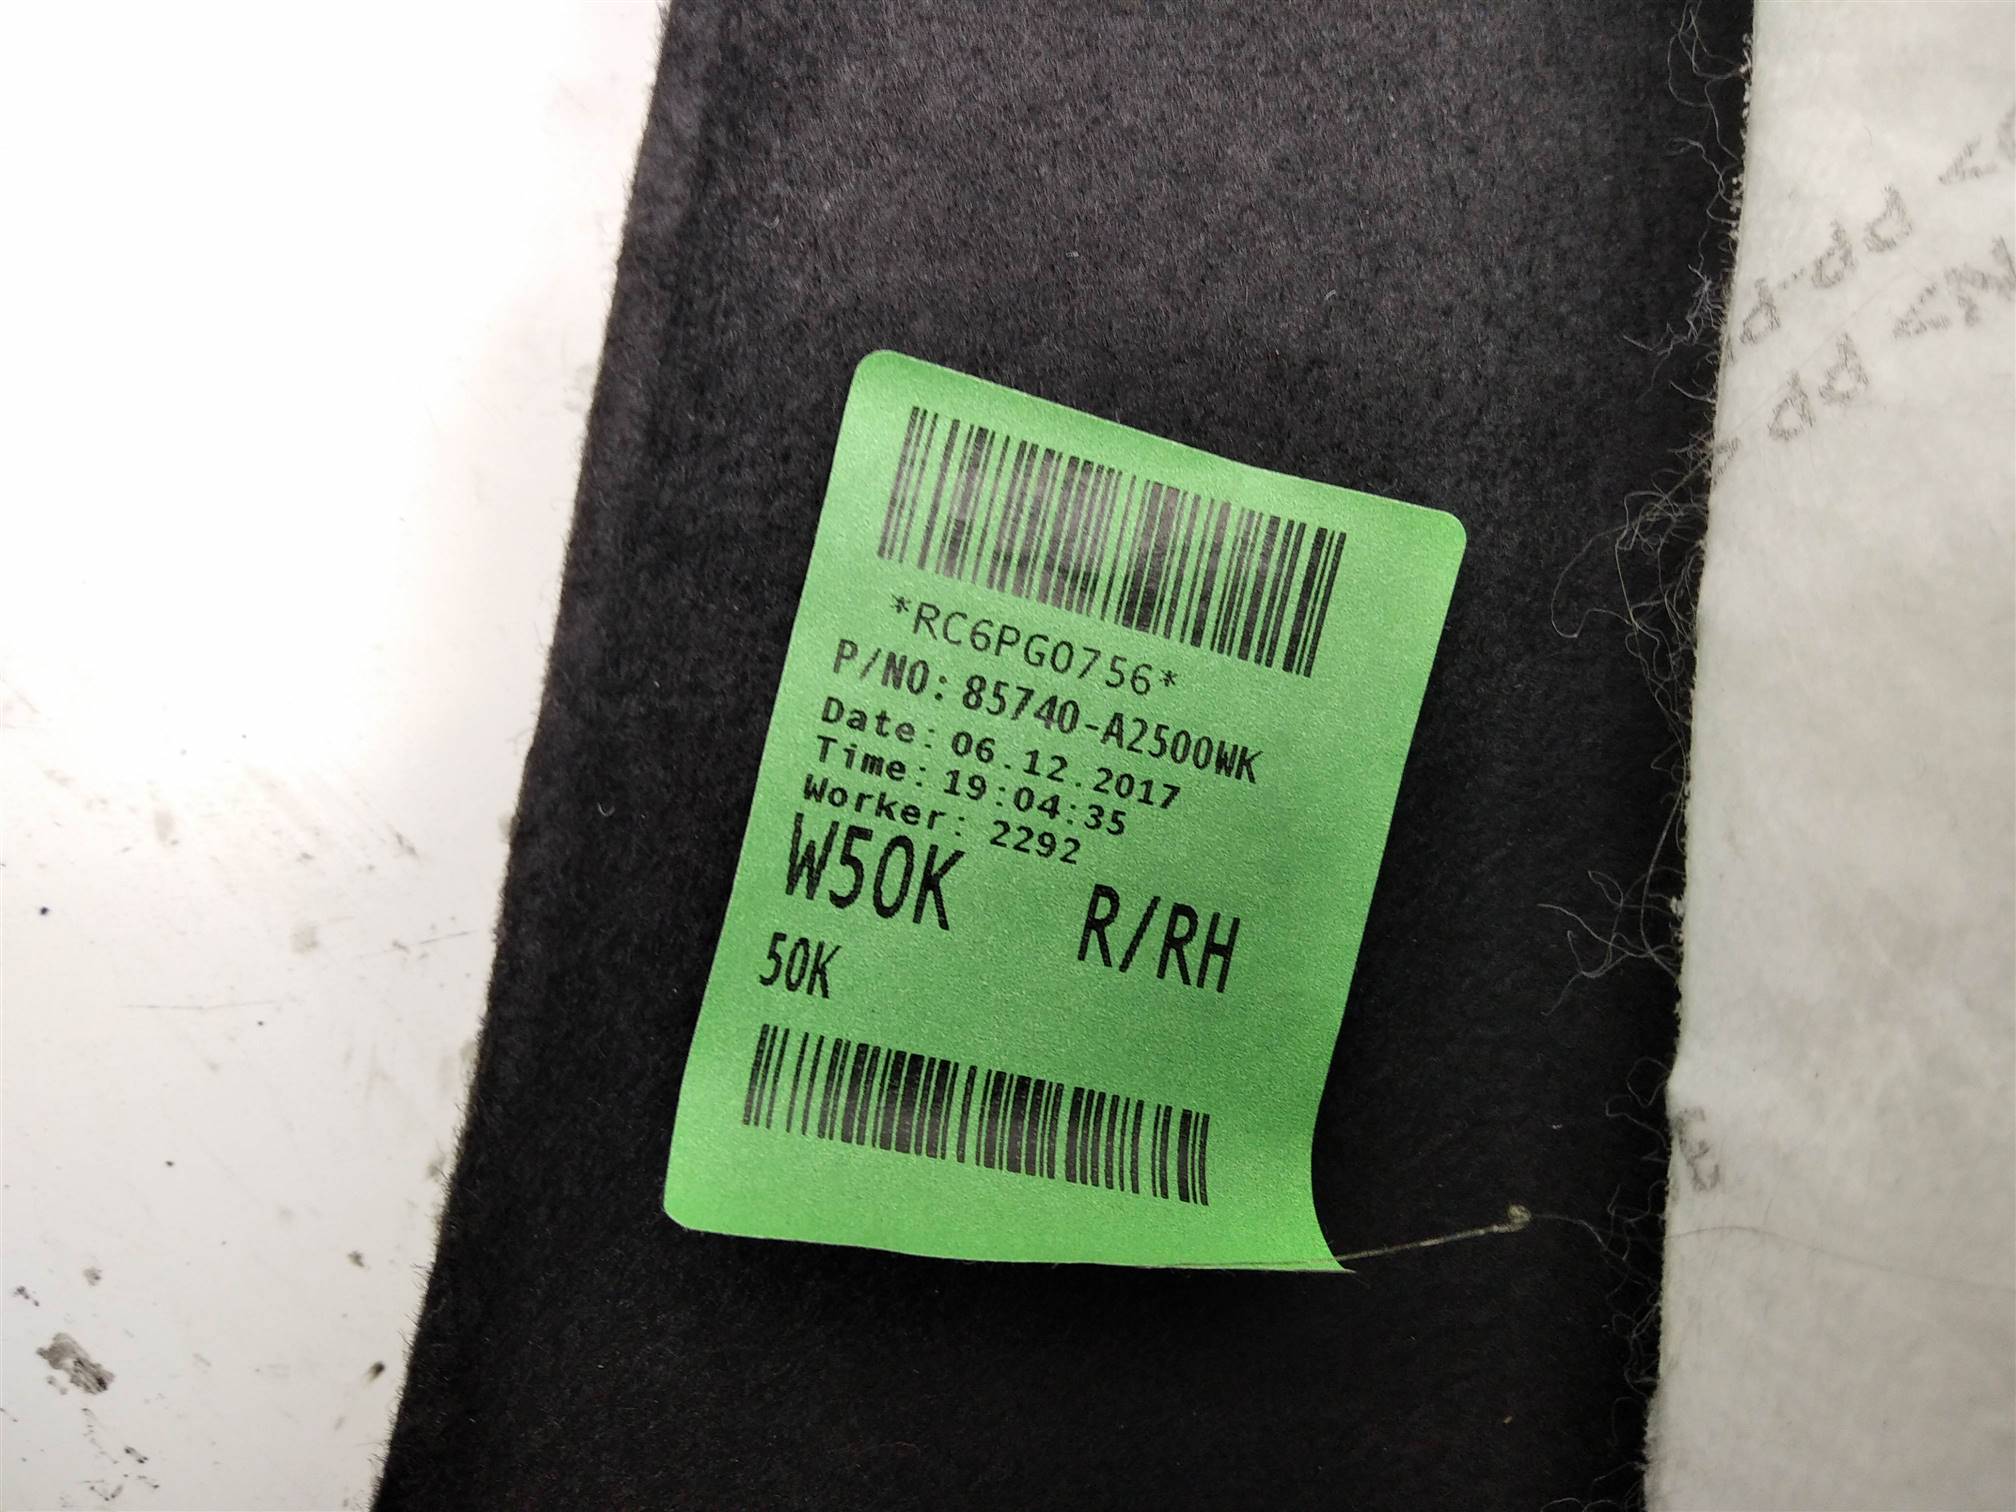 *RC6PG0756*
P/NO: 85740-A2500WK
Date: 06.12.2017
Time: 19:04:35
Worker: 2292
W50K R/RH
50K